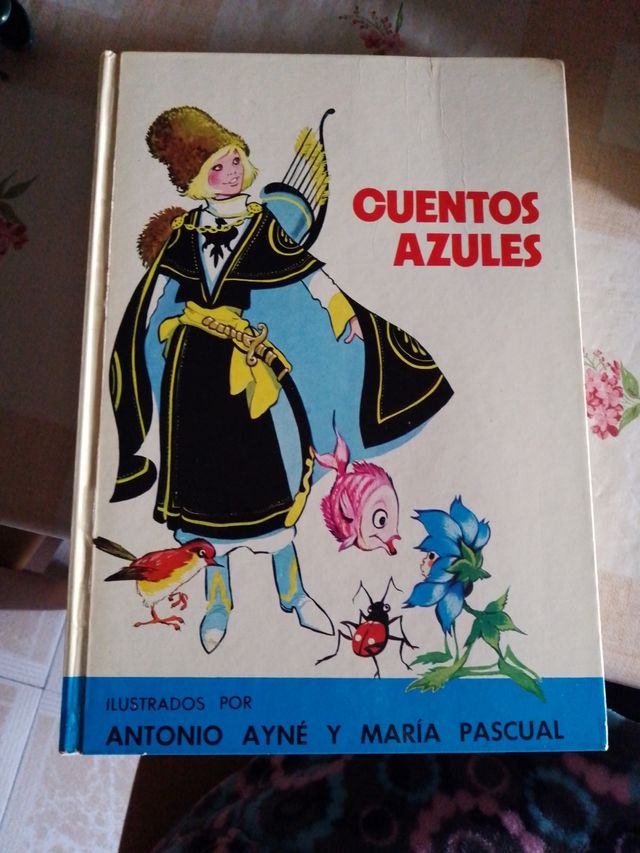 CUENTOS
AZULES
ILUSTRADOS POR
ANTONIO AYNÉ Y MARÍA PASCUAL